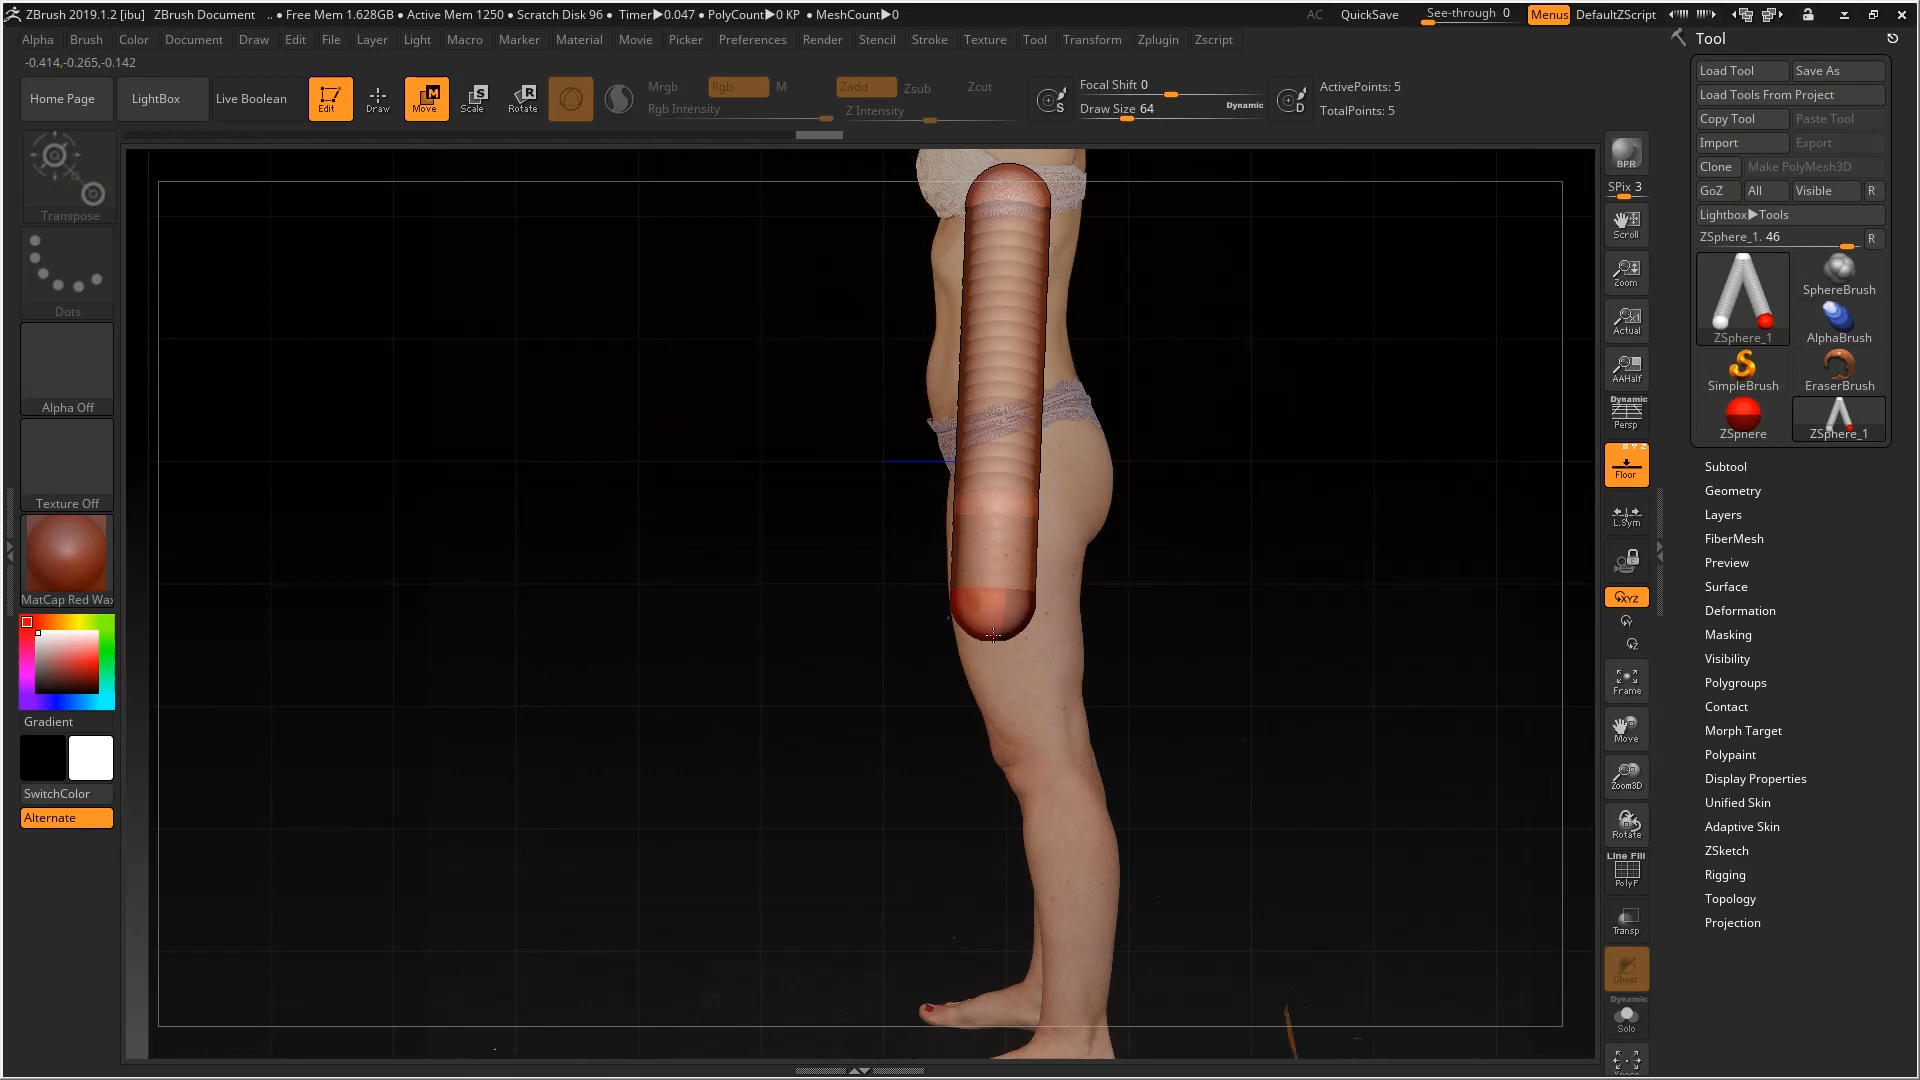 ZBrush 2019.1.2 [ibu] ZBrush Document .. • Free Mem 1.628GB • Active Mem 1250 • Scratch Disk 96 • Timer▶0.047 • PolyCount▶0 KP • MeshCount▶0 AC QuickSave See-through 0 Menus DefaultZScript
Alpha Brush Color Document Draw Edit File Layer Light Macro Marker Material Movie Picker Preferences Render Stencil Stroke Texture Tool Transform Zplugin Zscript
-0.414,-0.265,-0.142
Home Page LightBox Live Boolean Edit Draw M Move S Scale R Rotate
Mrgb Rgb M Zadd Zsub Zcut
Rgb Intensity Z Intensity
S Focal Shift 0
Draw Size 64 Dynamic D
ActivePoints: 5
TotalPoints: 5
Transpose
Dots
Alpha Off
Texture Off
MatCap Red Wax
Gradient
SwitchColor
Alternate
BPR
SPix 3
Scroll
Zoom
Actual
AAHalf
Dynamic
Persp
Floor
L.Sym
XYZ
Y
Z
Frame
Move
Zoom3D
Rotate
Line Fill
PolyF
Transp
Ghost
Dynamic
Solo
Xpose
Tool
Load Tool Save As
Load Tools From Project
Copy Tool Paste Tool
Import Export
Clone Make PolyMesh3D
GoZ All Visible R
Lightbox▶Tools
ZSphere_1. 46 R
ZSphere_1 SphereBrush
AlphaBrush
SimpleBrush EraserBrush
ZSphere ZSphere_1
Subtool
Geometry
Layers
FiberMesh
Preview
Surface
Deformation
Masking
Visibility
Polygroups
Contact
Morph Target
Polypaint
Display Properties
Unified Skin
Adaptive Skin
ZSketch
Rigging
Topology
Projection